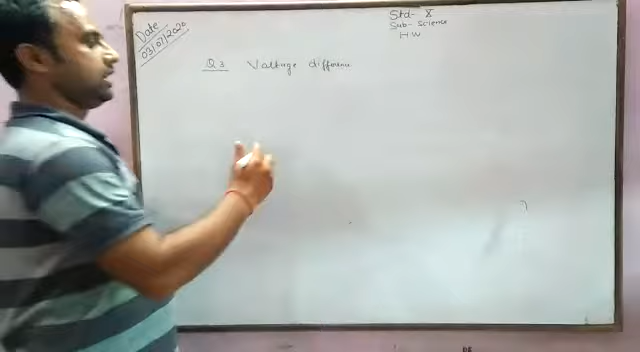 Date
03/07/2020
Std- X
Sub- Science
H.W
Q 3 Voltage difference